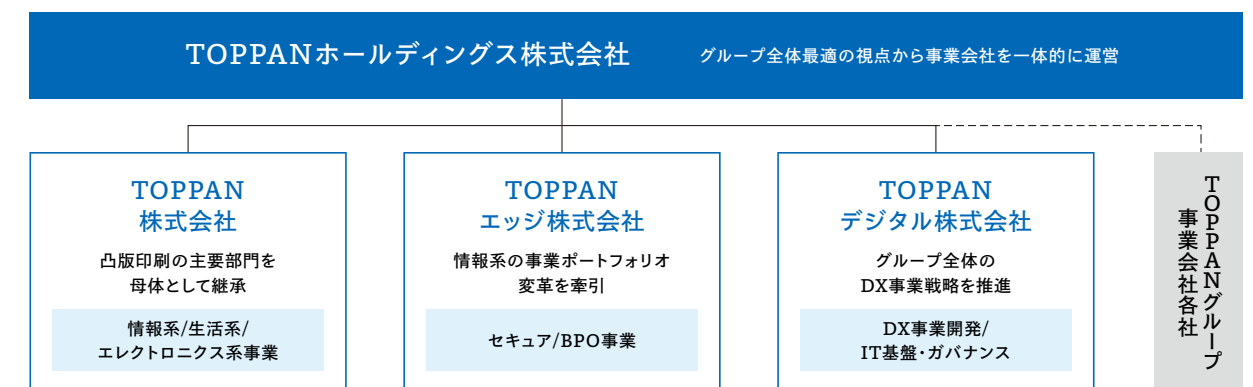 TOPPANホールディングス株式会社
グループ全体最適の視点から事業会社を一体的に運営
TOPPAN
株式会社
凸版印刷の主要部門を
母体として継承
情報系/生活系/
エレクトロニクス系事業
TOPPAN
エッジ株式会社
情報系の事業ポートフォリオ
変革を牽引
セキュア/BPO事業
TOPPAN
デジタル株式会社
グループ全体の
DX事業戦略を推進
DX事業開発/
IT基盤・ガバナンス
TOPPANグループ
事業会社各社